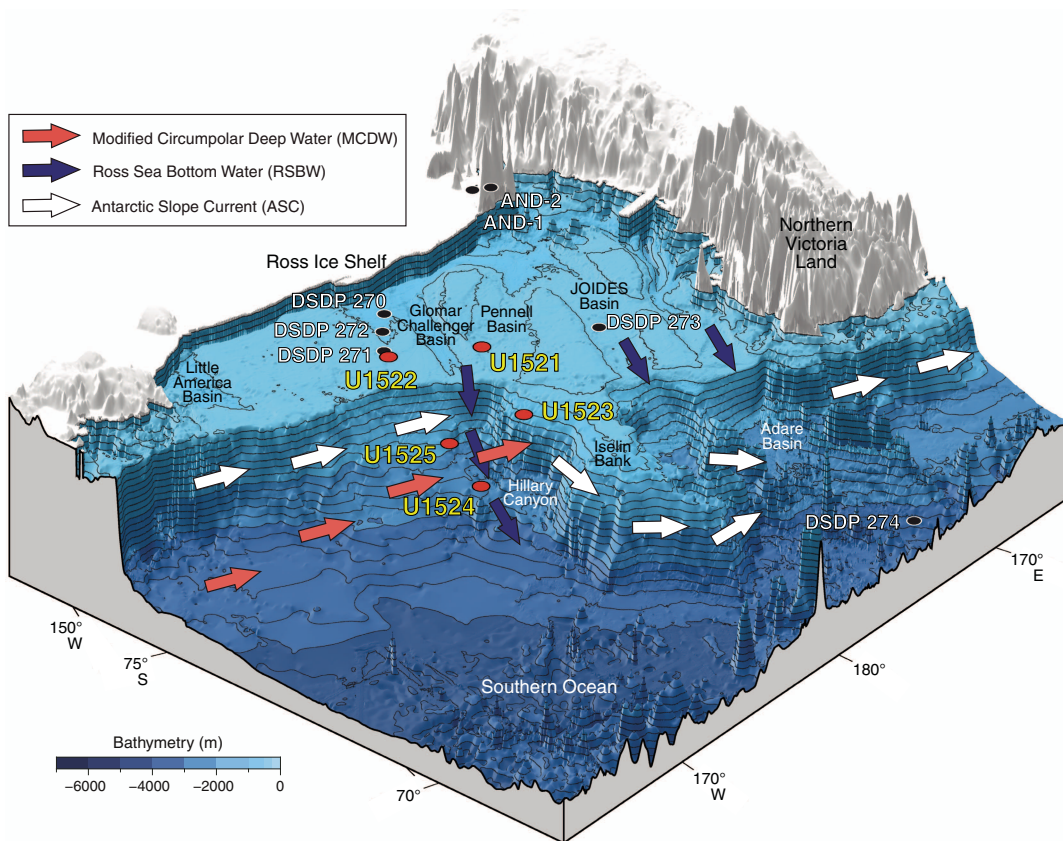 Modified Circumpolar Deep Water (MCDW)
Ross Sea Bottom Water (RSBW)
Antarctic Slope Current (ASC)
AND-2
AND-1
Northern
Victoria
Land
Ross Ice Shelf
DSDP 270
DSDP 272
DSDP 271
U1522
Glomar
Challenger
Basin
Pennell
Basin
U1521
JOIDES
Basin
DSDP 273
Little
America
Basin
U1523
U1525
Iselin
Bank
Adare
Basin
Hillary
Canyon
U1524
DSDP 274
170°
E
150°
W
75°
S
180°
Southern Ocean
Bathymetry (m)
−6000 −4000 −2000 0
70°
170°
W